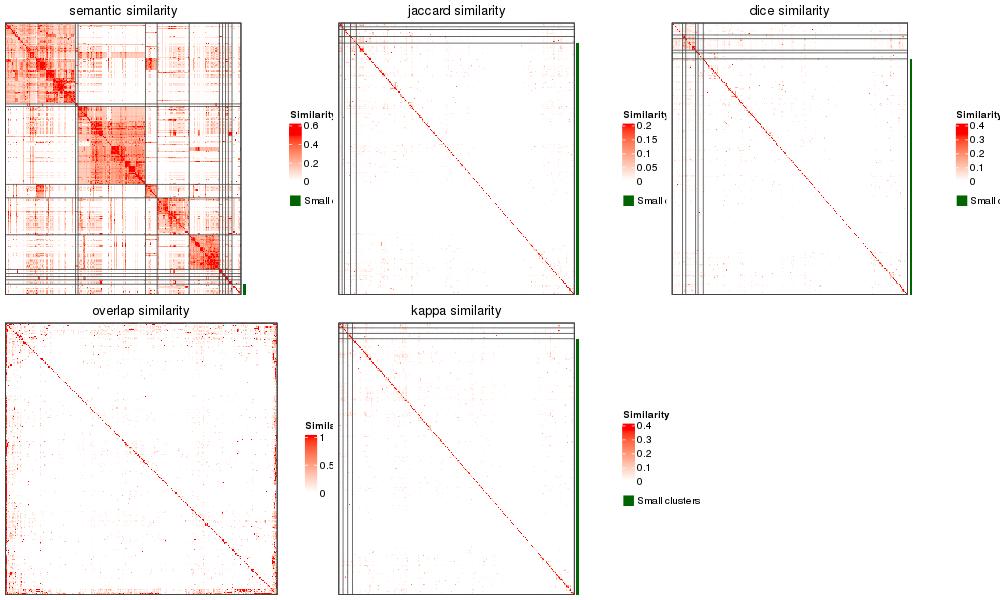 semantic similarity
Similarity
0.6
0.4
0.2
0
Small
jaccard similarity
Similarity
0.2
0.15
0.1
0.05
0
Small
dice similarity
Similarity
0.4
0.3
0.2
0.1
0
Small
overlap similarity
Simila
1
0.5
0
kappa similarity
Similarity
0.4
0.3
0.2
0.1
0
Small clusters